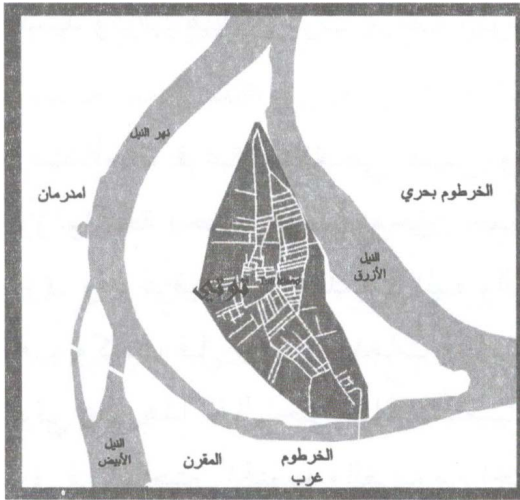 نهر النيل
امدرمان
الخرطوم بحري
النيل
الأزرق
النيل
الأبيض
المقرن
الخرطوم
غرب